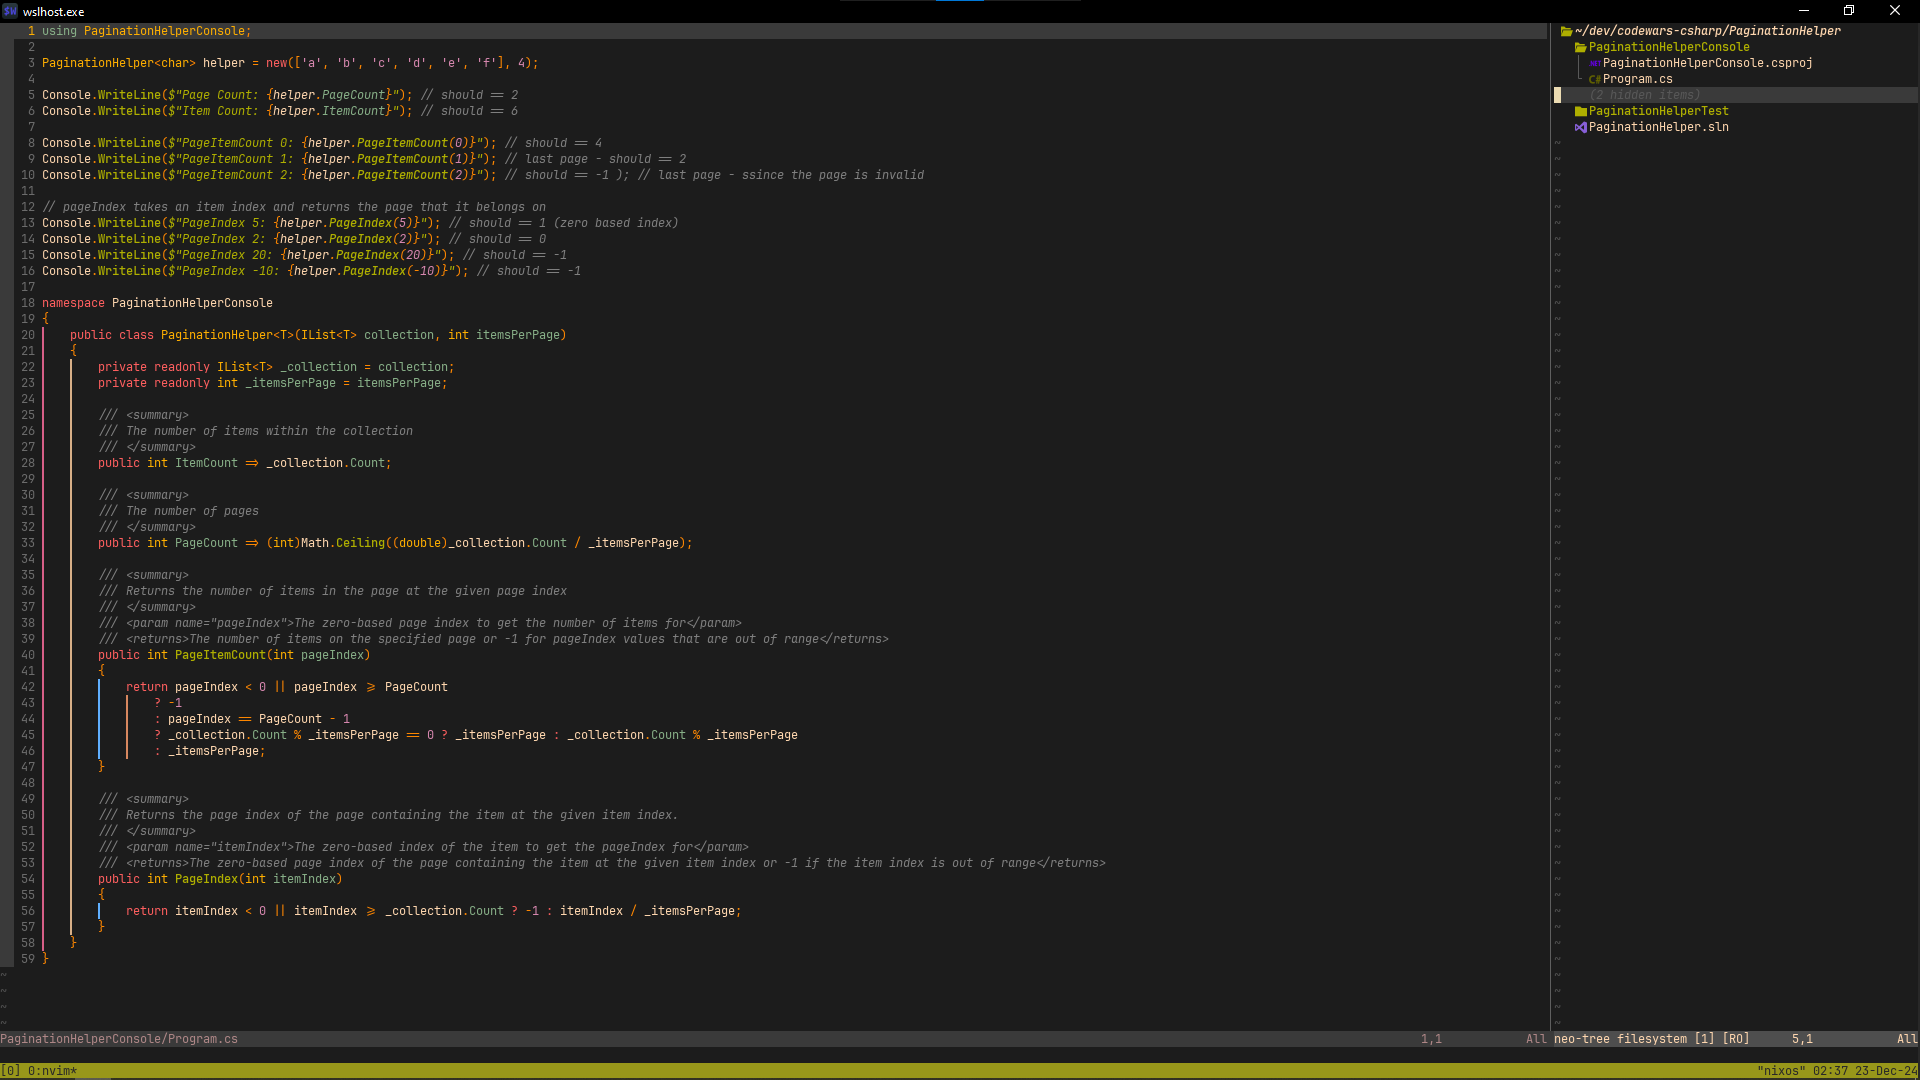 wslhost.exe
1 using PaginationHelperConsole;
2
3 PaginationHelper<char> helper = new(['a', 'b', 'c', 'd', 'e', 'f'], 4);
4
5 Console.WriteLine($"Page Count: {helper.PageCount}"); // should == 2
6 Console.WriteLine($"Item Count: {helper.ItemCount}"); // should == 6
7
8 Console.WriteLine($"PageItemCount 0: {helper.PageItemCount(0)}"); // should == 4
9 Console.WriteLine($"PageItemCount 1: {helper.PageItemCount(1)}"); // last page - should == 2
10 Console.WriteLine($"PageItemCount 2: {helper.PageItemCount(2)}"); // should == -1 ); // last page - ssince the page is invalid
11
12 // pageIndex takes an item index and returns the page that it belongs on
13 Console.WriteLine($"PageIndex 5: {helper.PageIndex(5)}"); // should == 1 (zero based index)
14 Console.WriteLine($"PageIndex 2: {helper.PageIndex(2)}"); // should == 0
15 Console.WriteLine($"PageIndex 20: {helper.PageIndex(20)}"); // should == -1
16 Console.WriteLine($"PageIndex -10: {helper.PageIndex(-10)}"); // should == -1
17
18 namespace PaginationHelperConsole
19 {
20     public class PaginationHelper<T>(IList<T> collection, int itemsPerPage)
21     {
22         private readonly IList<T> _collection = collection;
23         private readonly int _itemsPerPage = itemsPerPage;
24
25         /// <summary>
26         /// The number of items within the collection
27         /// </summary>
28         public int ItemCount => _collection.Count;
29
30         /// <summary>
31         /// The number of pages
32         /// </summary>
33         public int PageCount => (int)Math.Ceiling((double)_collection.Count / _itemsPerPage);
34
35         /// <summary>
36         /// Returns the number of items in the page at the given page index
37         /// </summary>
38         /// <param name="pageIndex">The zero-based page index to get the number of items for</param>
39         /// <returns>The number of items on the specified page or -1 for pageIndex values that are out of range</returns>
40         public int PageItemCount(int pageIndex)
41         {
42             return pageIndex < 0 || pageIndex >= PageCount
43                 ? -1
44                 : pageIndex == PageCount - 1
45                 ? _collection.Count % _itemsPerPage == 0 ? _itemsPerPage : _collection.Count % _itemsPerPage
46                 : _itemsPerPage;
47         }
48
49         /// <summary>
50         /// Returns the page index of the page containing the item at the given item index.
51         /// </summary>
52         /// <param name="itemIndex">The zero-based index of the item to get the pageIndex for</param>
53         /// <returns>The zero-based page index of the page containing the item at the given item index or -1 if the item index is out of range</returns>
54         public int PageIndex(int itemIndex)
55         {
56             return itemIndex < 0 || itemIndex >= _collection.Count ? -1 : itemIndex / _itemsPerPage;
57         }
58     }
59 }
~/dev/codewars-csharp/PaginationHelper
PaginationHelperConsole
PaginationHelperConsole.csproj
C# Program.cs
(2 hidden items)
PaginationHelperTest
PaginationHelper.sln
PaginationHelperConsole/Program.cs 1,1 All
neo-tree filesystem [1] [RO] 5,1 All
[0] 0:nvim* "nixos" 02:37 23-Dec-24